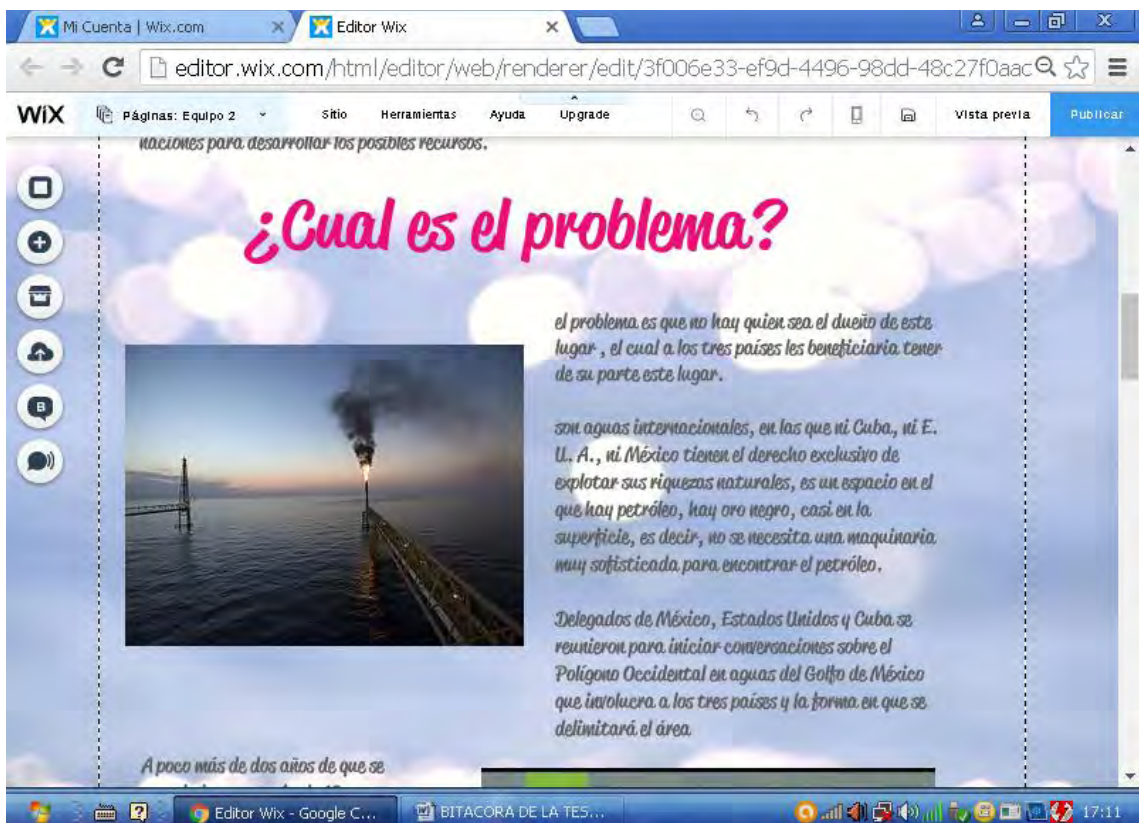 Mi Cuenta | Wix.com
Editor Wix
editor.wix.com/html/editor/web/renderer/edit/3f006e33-ef9d-4496-98dd-48c27f0aac
WiX
Páginas: Equipo 2
Sitio
Herramientas
Ayuda
Upgrade
Vista previa
Publicar
naciones para desarrollar los posibles recursos.
¿Cual es el problema?
el problema es que no hay quien sea el dueño de este
lugar , el cual a los tres países les beneficiaria tener
de su parte este lugar.
son aguas internacionales, en las que ni Cuba, ni E.
U. A., ni México tienen el derecho exclusivo de
explotar sus riquezas naturales, es un espacio en el
que hay petróleo, hay oro negro, casi en la
superficie, es decir, no se necesita una maquinaria
muy sofisticada para encontrar el petróleo.
Delegados de México, Estados Unidos y Cuba se
reunieron para iniciar conversaciones sobre el
Polígono Occidental en aguas del Golfo de México
que involucra a los tres países y la forma en que se
delimitará el área
A poco más de dos años de que se
Editor Wix - Google C...
BITACORA DE LA TES...
17:11